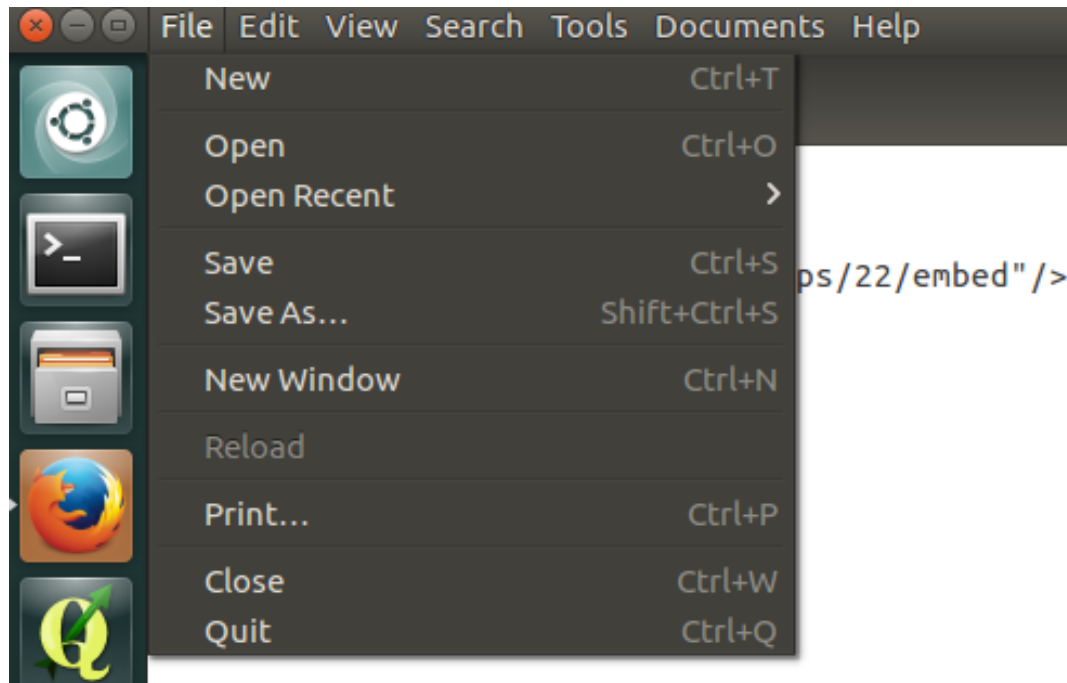 File Edit View Search Tools Documents Help
New Ctrl+T
Open Ctrl+O
Open Recent
Save Ctrl+S
ps/22/embed"/>
Save As... Shift+Ctrl+S
New Window Ctrl+N
Reload
Print... Ctrl+P
Close Ctrl+W
Quit Ctrl+Q